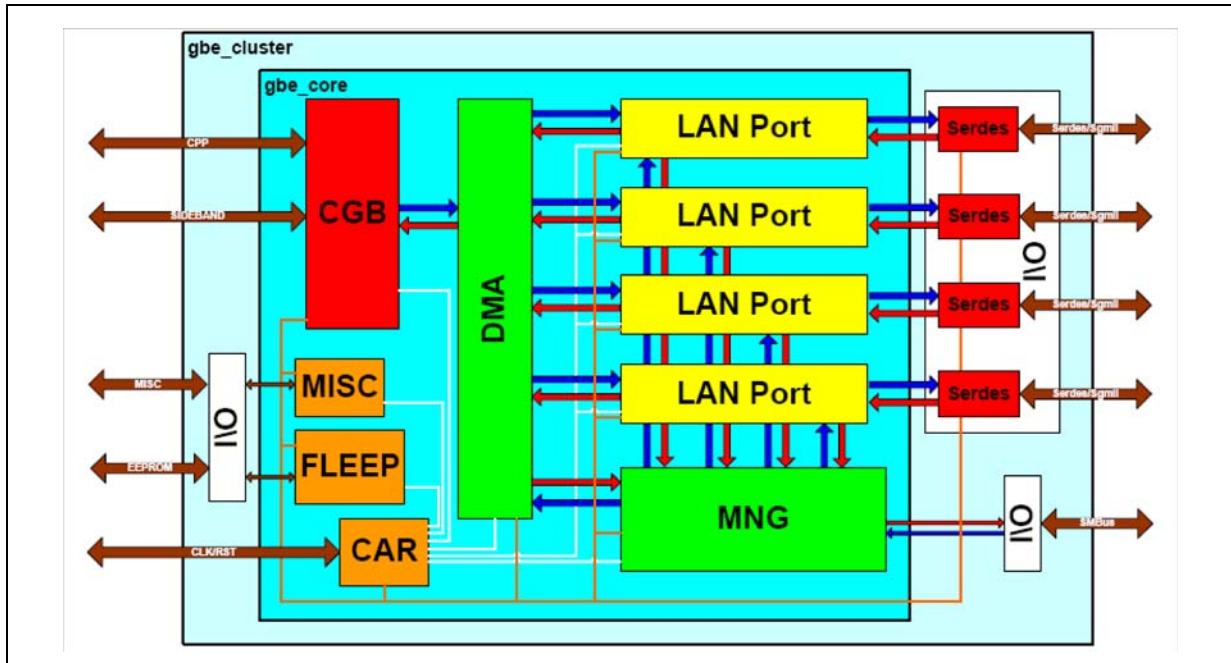 gbe_cluster
gbe_core
CPP
SIDEBAND
MISC
EEPROM
CLK/RST
CGB
MISC
FLEEP
CAR
I\O
DMA
LAN Port
LAN Port
LAN Port
LAN Port
MNG
Serdes
Serdes
Serdes
Serdes
I\O
Serdes/Sgmii
Serdes/Sgmii
Serdes/Sgmii
Serdes/Sgmii
I\O
SMBus